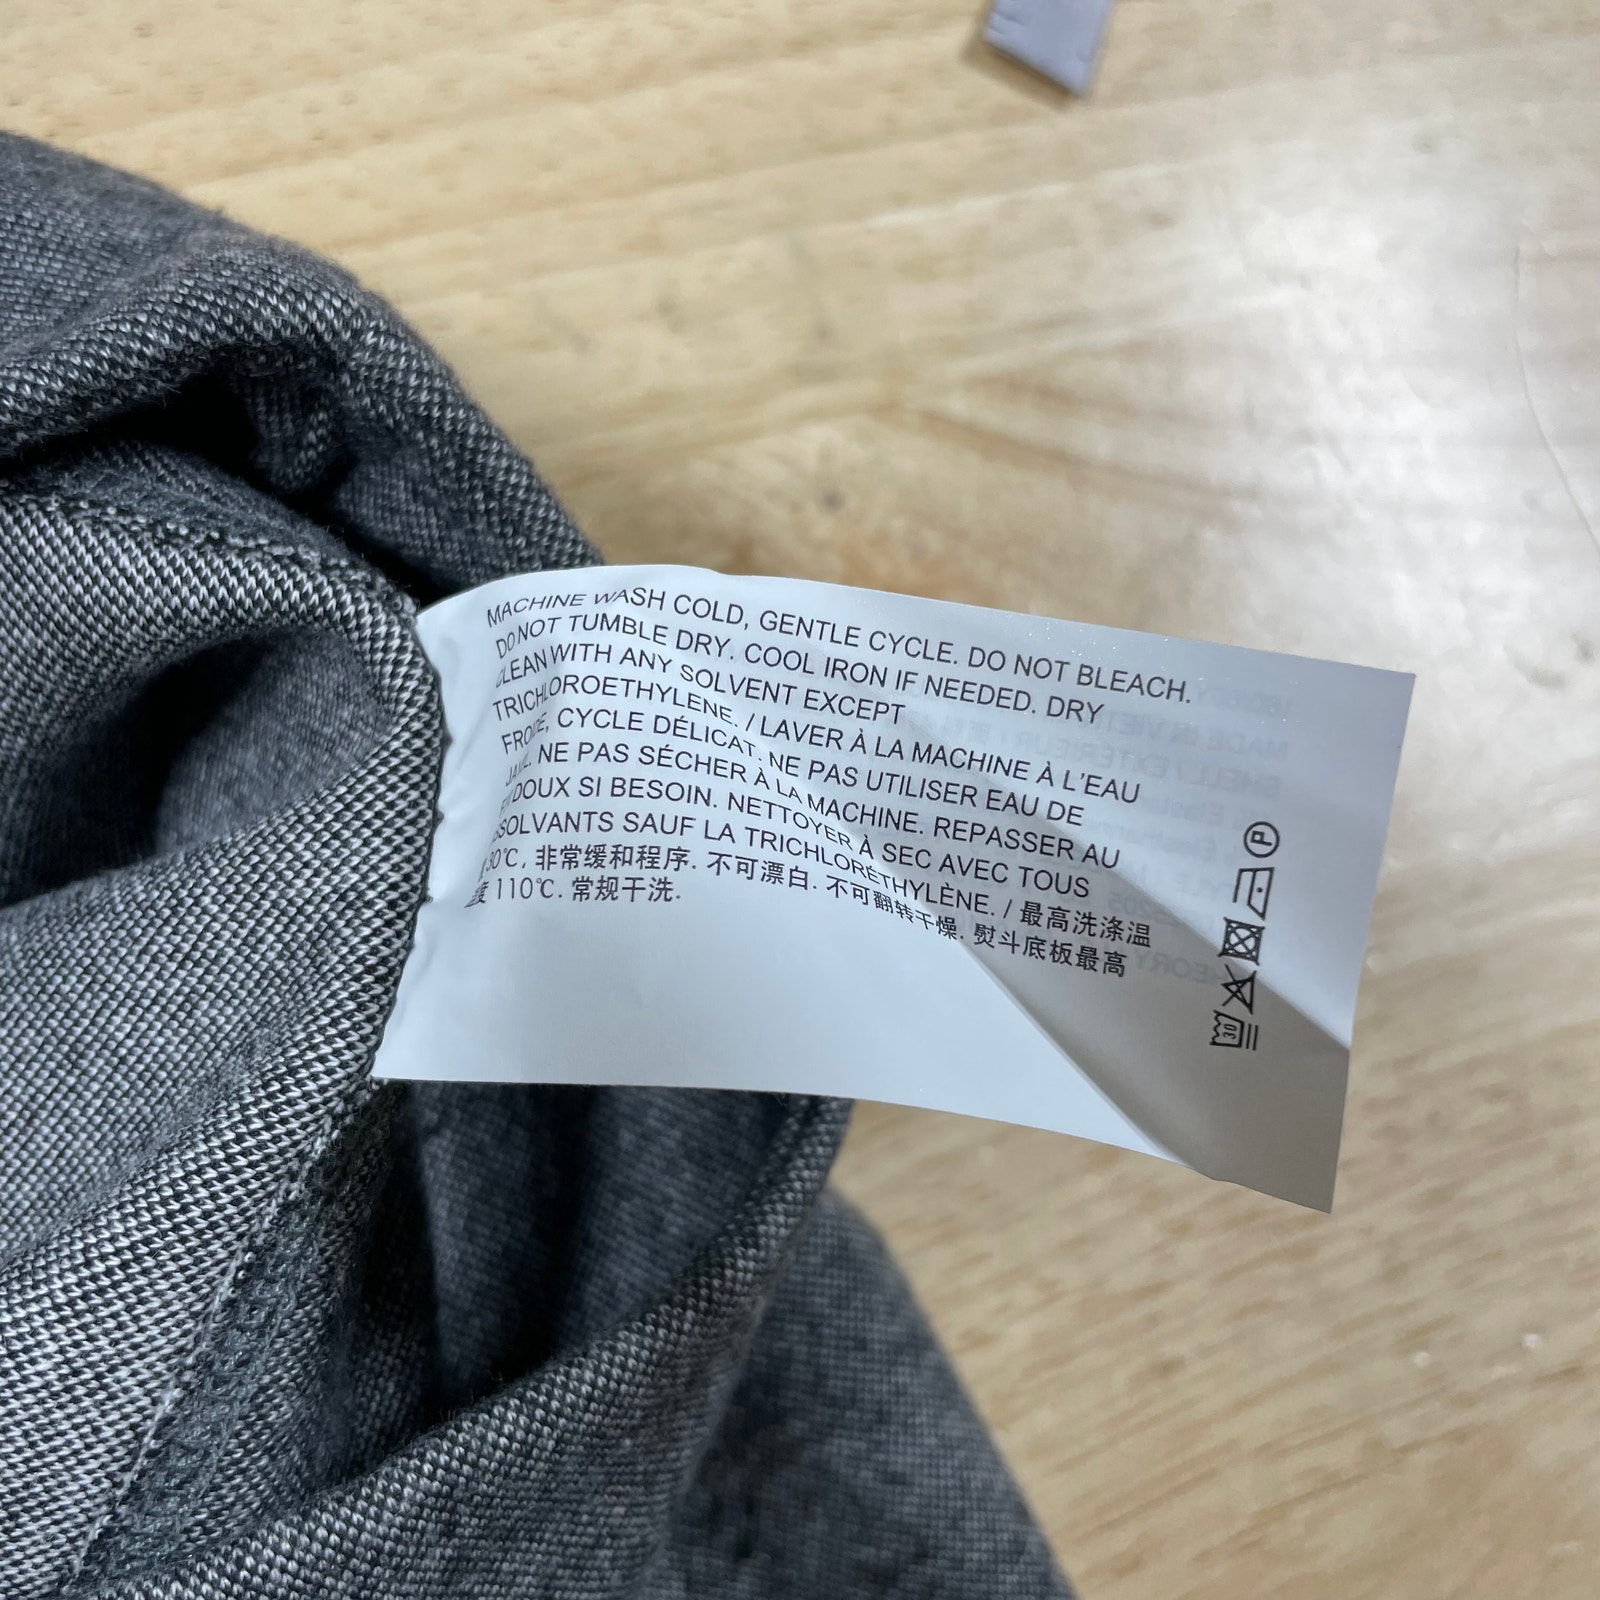 MACHINE WASH COLD, GENTLE CYCLE. DO NOT BLEACH.
DO NOT TUMBLE DRY. COOL IRON IF NEEDED. DRY
CLEAN WITH ANY SOLVENT EXCEPT
TRICHLOROETHYLENE. / LAVER À LA MACHINE À L'EAU
FROIDE, CYCLE DÉLICAT. NE PAS UTILISER EAU DE
NE PAS SÉCHER À LA MACHINE. REPASSER AU
DOUX SI BESOIN. NETTOYER À SEC AVEC TOUS
SOLVANTS SAUF LA TRICHLORÉTHYLÈNE. / 最高洗涤温
30℃, 非常缓和程序. 不可漂白. 不可翻转干燥. 熨斗底板最高
温度 110℃. 常规干洗.
P
30